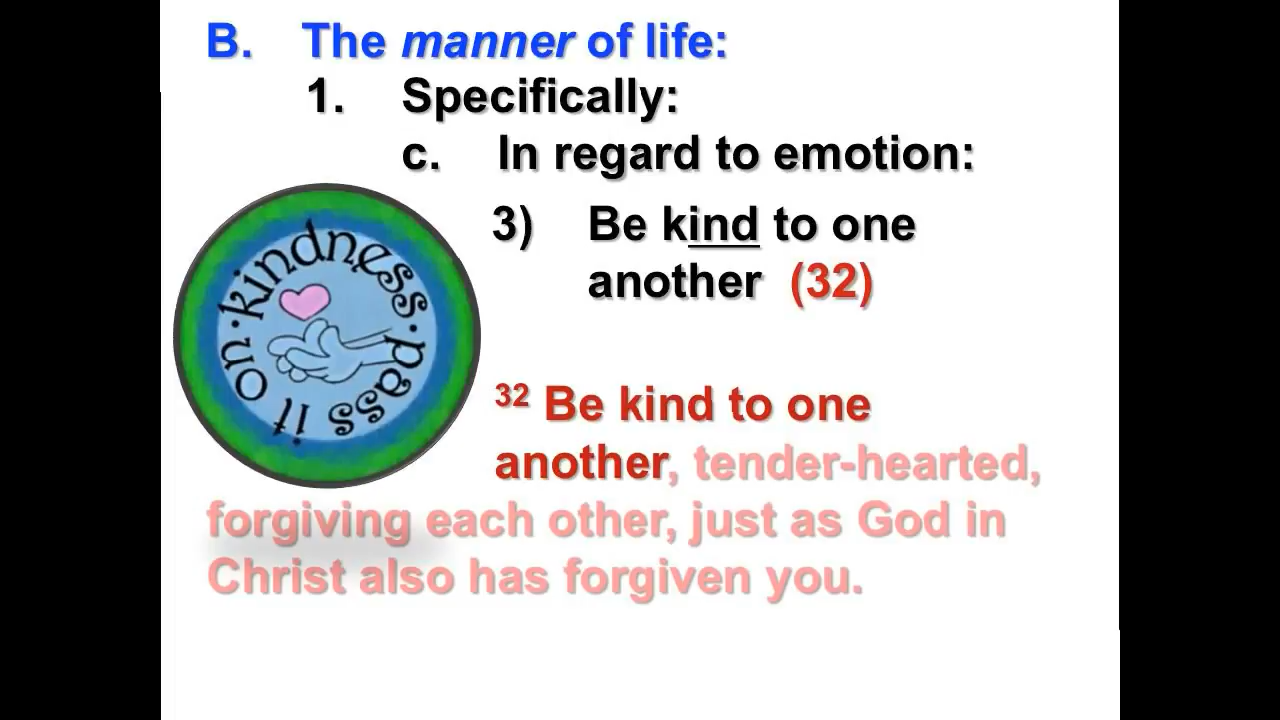 B. The manner of life:
1. Specifically:
c. In regard to emotion:
3) Be kind to one
another (32)
kindness · pass it on ·
32 Be kind to one
another, tender-hearted,
forgiving each other, just as God in
Christ also has forgiven you.